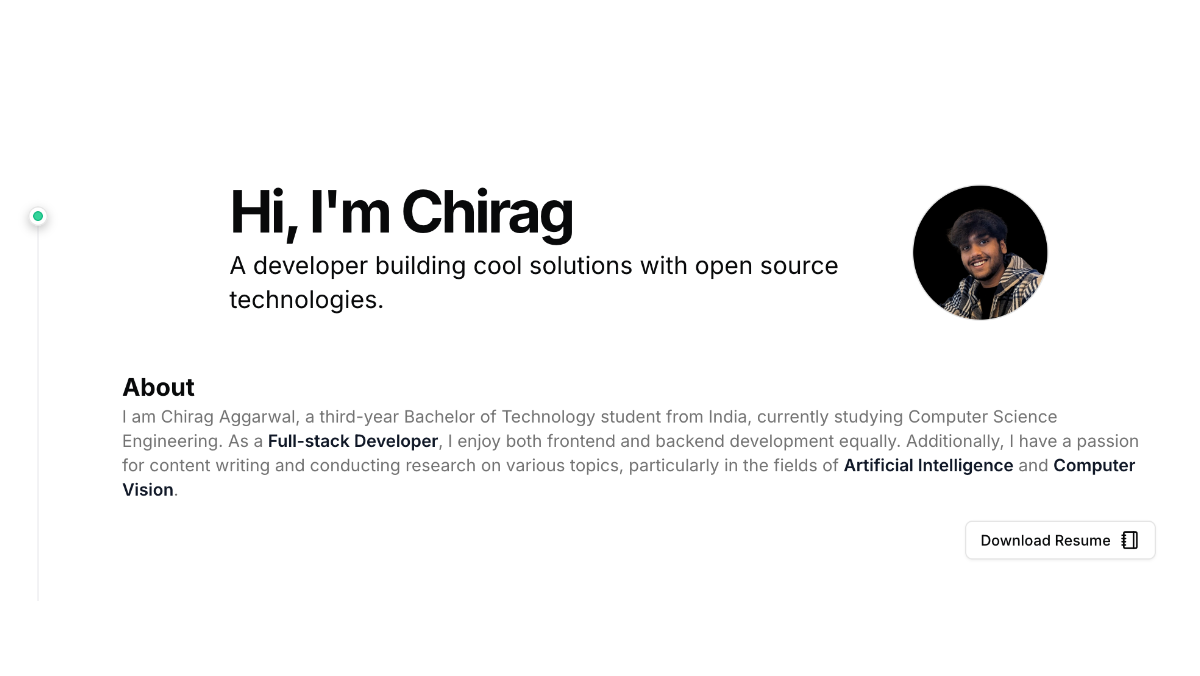 Hi, I'm Chirag
A developer building cool solutions with open source
technologies.
About
I am Chirag Aggarwal, a third-year Bachelor of Technology student from India, currently studying Computer Science
Engineering. As a Full-stack Developer, I enjoy both frontend and backend development equally. Additionally, I have a passion
for content writing and conducting research on various topics, particularly in the fields of Artificial Intelligence and Computer
Vision.
Download Resume